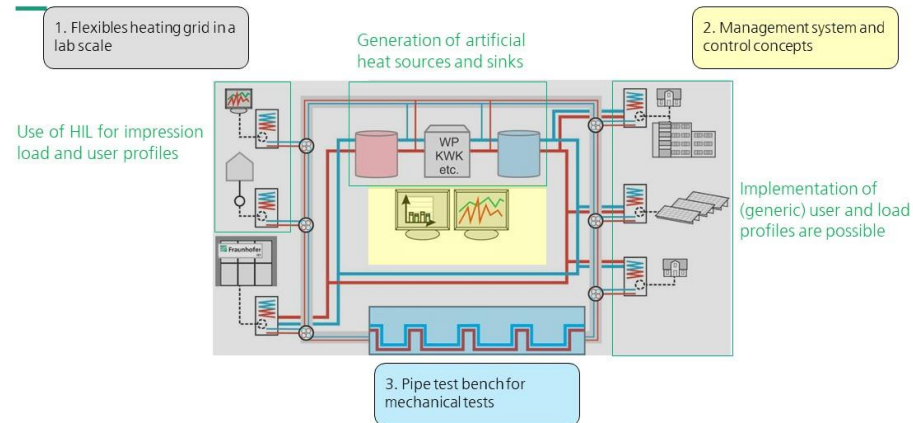 1. Flexibles heating grid in a
lab scale
Generation of artificial
heat sources and sinks
2. Management system and
control concepts
Use of HIL for impression
load and user profiles
WP
KWK
etc.
Implementation of
(generic) user and load
profiles are possible
Fraunhofer
3. Pipe test bench for
mechanical tests